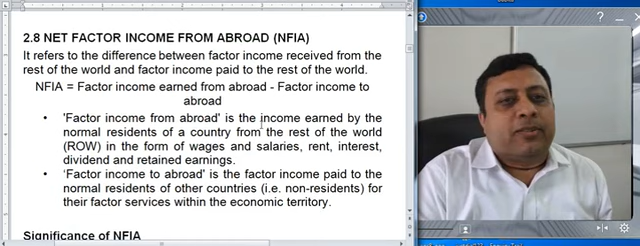 2.8 NET FACTOR INCOME FROM ABROAD (NFIA)
It refers to the difference between factor income received from the
rest of the world and factor income paid to the rest of the world.
NFIA = Factor income earned from abroad - Factor income to
abroad
• 'Factor income from abroad' is the income earned by the
normal residents of a country from the rest of the world
(ROW) in the form of wages and salaries, rent, interest,
dividend and retained earnings.
• 'Factor income to abroad' is the factor income paid to the
normal residents of other countries (i.e. non-residents) for
their factor services within the economic territory.
Significance of NFIA